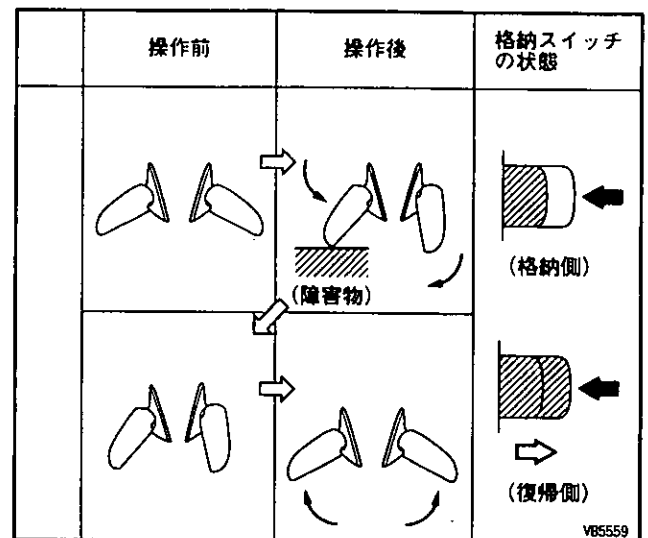 操作前
操作後
格納スイッチ
の状態
(障害物)
(格納側)
(復帰側)
VB5559